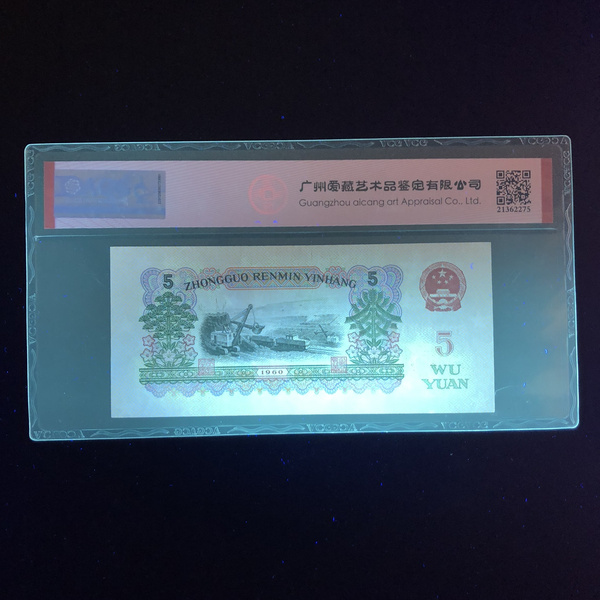 广州爱藏艺术品鉴定有限公司
Guangzhou aicang art Appraisal Co., Ltd.
21362275
5
5
ZHONGGUO RENMIN YINHANG
5
WU
YUAN
1960